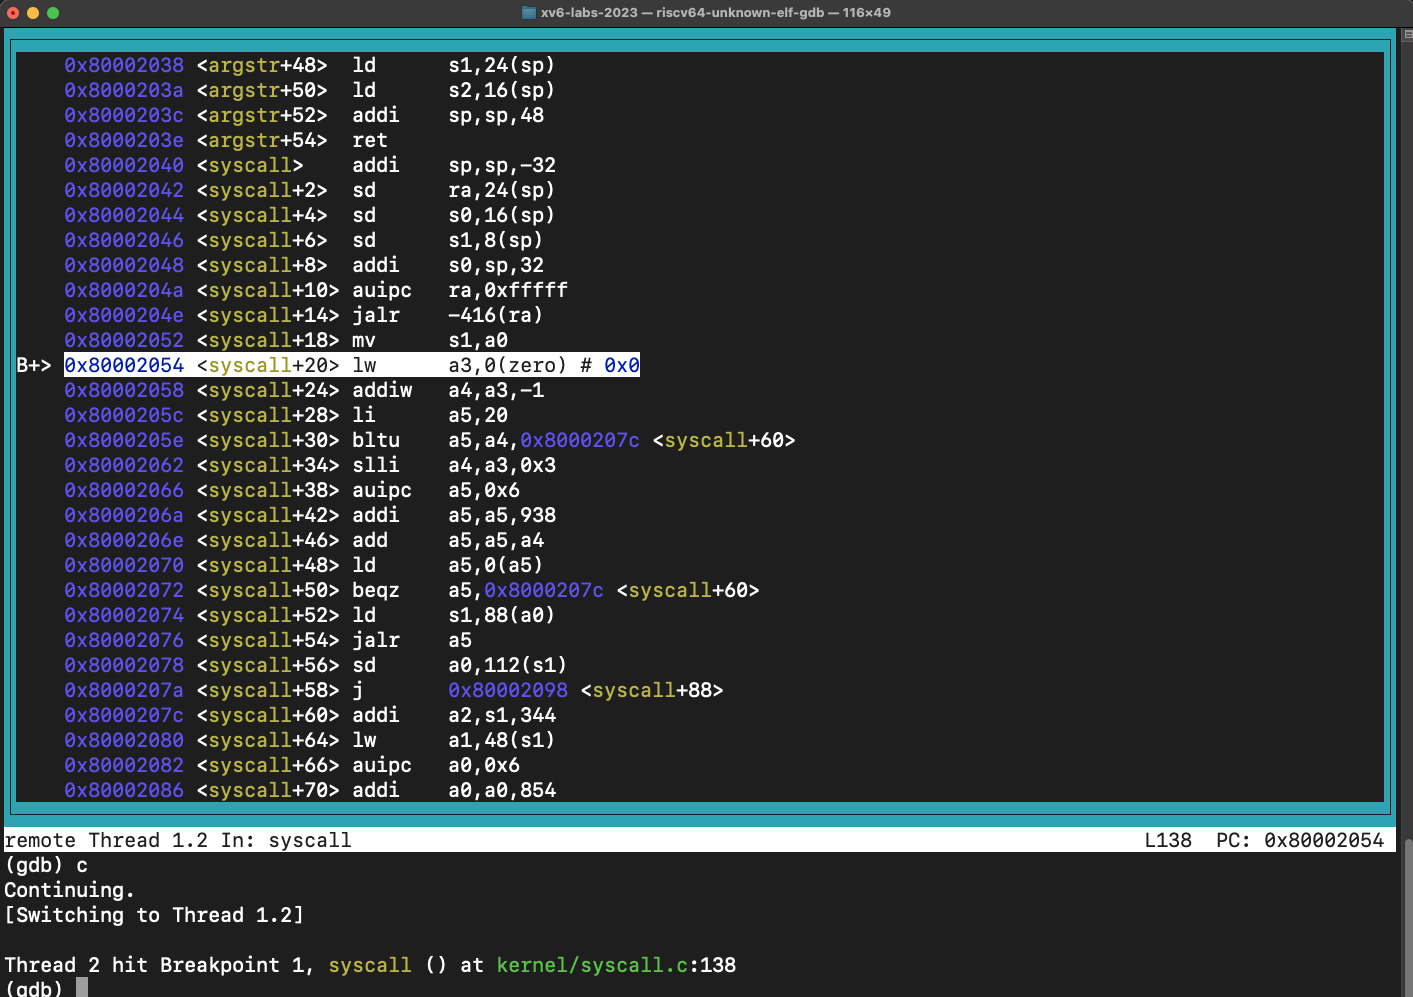 xv6-labs-2023 — riscv64-unknown-elf-gdb — 116×49
0x80002038 <argstr+48> ld s1,24(sp)
0x8000203a <argstr+50> ld s2,16(sp)
0x8000203c <argstr+52> addi sp,sp,48
0x8000203e <argstr+54> ret
0x80002040 <syscall> addi sp,sp,-32
0x80002042 <syscall+2> sd ra,24(sp)
0x80002044 <syscall+4> sd s0,16(sp)
0x80002046 <syscall+6> sd s1,8(sp)
0x80002048 <syscall+8> addi s0,sp,32
0x8000204a <syscall+10> auipc ra,0xfffff
0x8000204e <syscall+14> jalr -416(ra)
0x80002052 <syscall+18> mv s1,a0
B+> 0x80002054 <syscall+20> lw a3,0(zero) # 0x0
0x80002058 <syscall+24> addiw a4,a3,-1
0x8000205c <syscall+28> li a5,20
0x8000205e <syscall+30> bltu a5,a4,0x8000207c <syscall+60>
0x80002062 <syscall+34> slli a4,a3,0x3
0x80002066 <syscall+38> auipc a5,0x6
0x8000206a <syscall+42> addi a5,a5,938
0x8000206e <syscall+46> add a5,a5,a4
0x80002070 <syscall+48> ld a5,0(a5)
0x80002072 <syscall+50> beqz a5,0x8000207c <syscall+60>
0x80002074 <syscall+52> ld s1,88(a0)
0x80002076 <syscall+54> jalr a5
0x80002078 <syscall+56> sd a0,112(s1)
0x8000207a <syscall+58> j 0x80002098 <syscall+88>
0x8000207c <syscall+60> addi a2,s1,344
0x80002080 <syscall+64> lw a1,48(s1)
0x80002082 <syscall+66> auipc a0,0x6
0x80002086 <syscall+70> addi a0,a0,854
remote Thread 1.2 In: syscall L138 PC: 0x80002054
(gdb) c
Continuing.
[Switching to Thread 1.2]
Thread 2 hit Breakpoint 1, syscall () at kernel/syscall.c:138
(gdb)